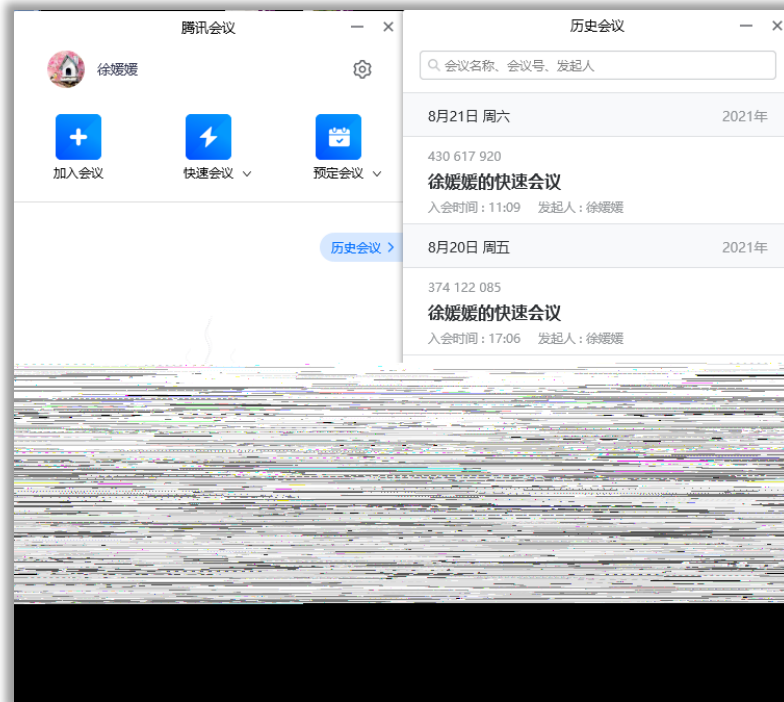 腾讯会议
徐媛媛
加入会议
快速会议
预定会议
历史会议
历史会议
会议名称、会议号、发起人
8月21日 周六
2021年
430 617 920
徐媛媛的快速会议
入会时间 : 11:09 发起人 : 徐媛媛
8月20日 周五
2021年
374 122 085
徐媛媛的快速会议
入会时间 : 17:06 发起人 : 徐媛媛